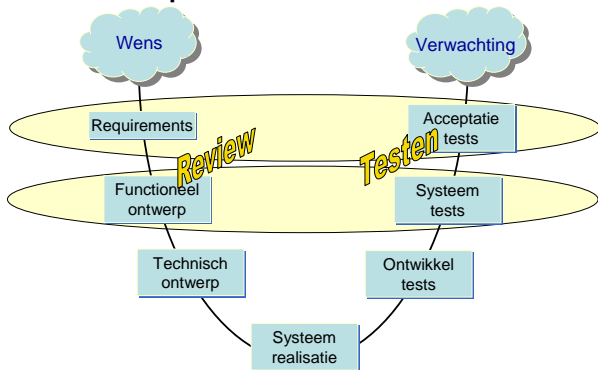 Wens
Verwachting
Requirements
Acceptatie
tests
Review
Testen
Functioneel
ontwerp
Systeem
tests
Technisch
ontwerp
Ontwikkel
tests
Systeem
realisatie